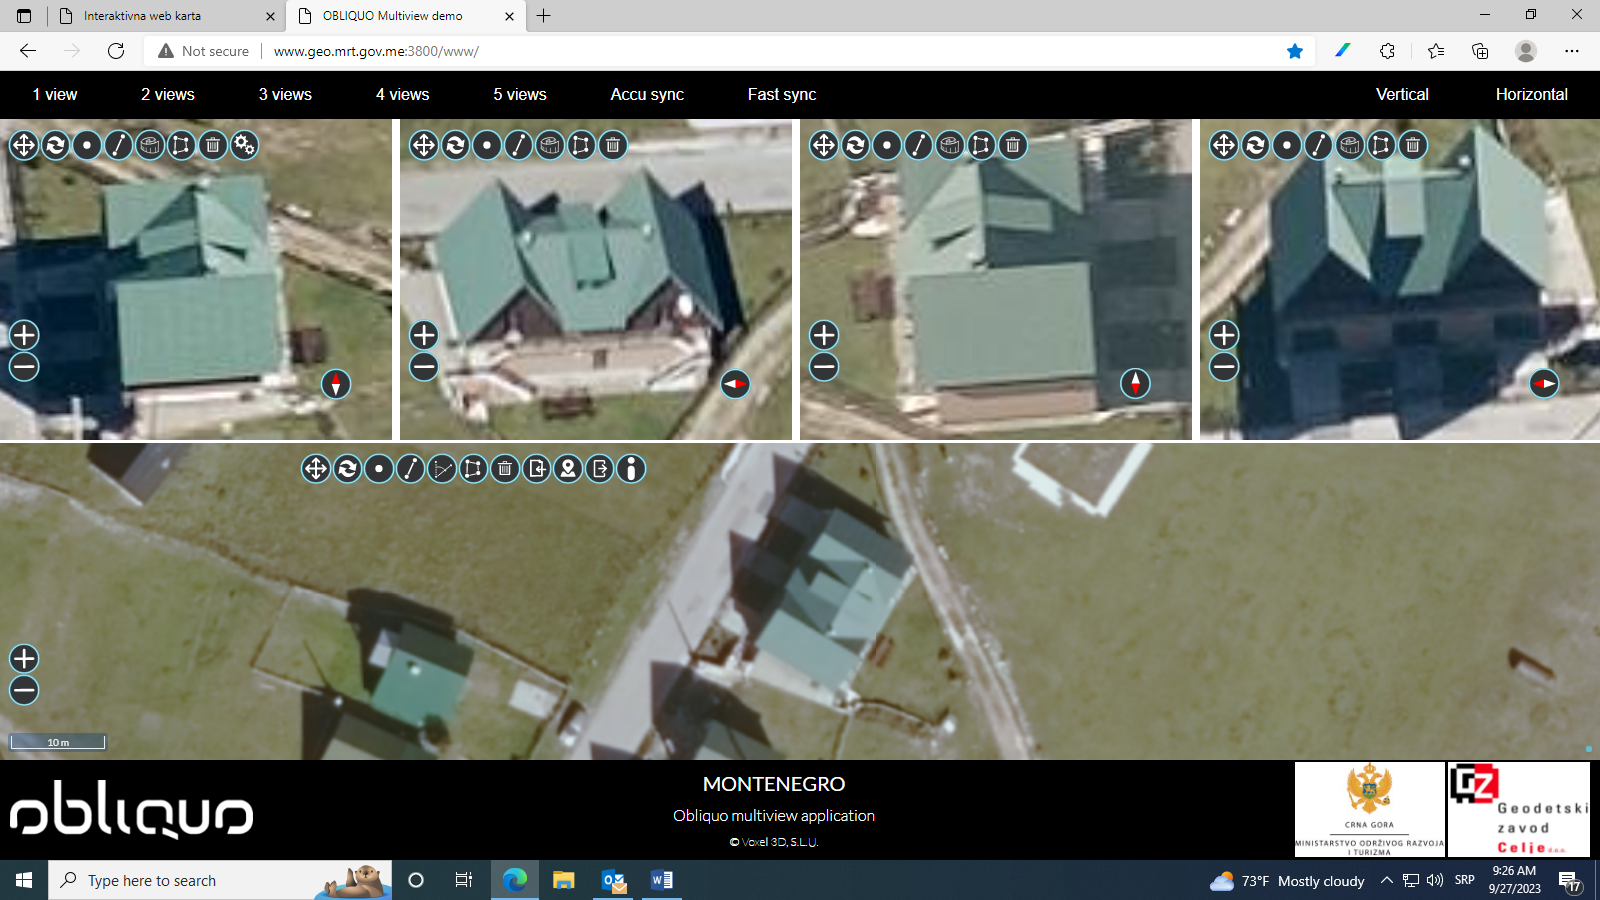 Interaktivna web karta
OBLIQUO Multiview demo
Not secure
www.geo.mrt.gov.me:3800/www/
1 view
2 views
3 views
4 views
5 views
Accu sync
Fast sync
Vertical
Horizontal
10 m
obliquo
MONTENEGRO
Obliquo multiview application
© Voxel 3D, S.L.U.
CRNA GORA
MINISTARSTVO ODRŽIVOG RAZVOJA
I TURIZMA
GZ
Geodetski
zavod
Celje d.o.o.
Type here to search
73°F Mostly cloudy
SRP
9:26 AM
9/27/2023
17